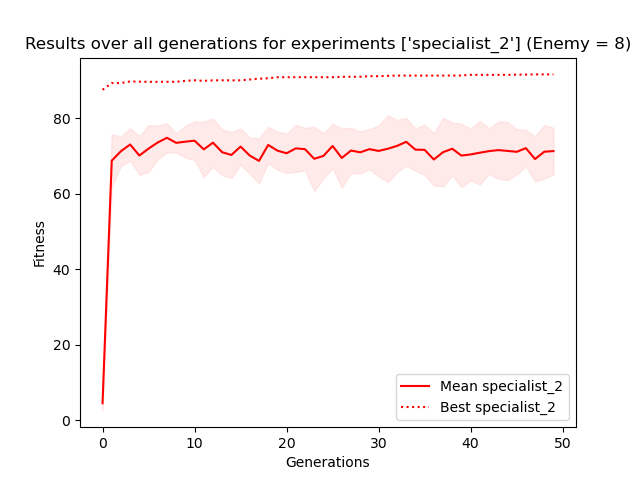 Results over all generations for experiments ['specialist_2'] (Enemy = 8)
80
60
40
20
0
Fitness
Mean specialist_2
Best specialist_2
0 10 20 30 40 50
Generations